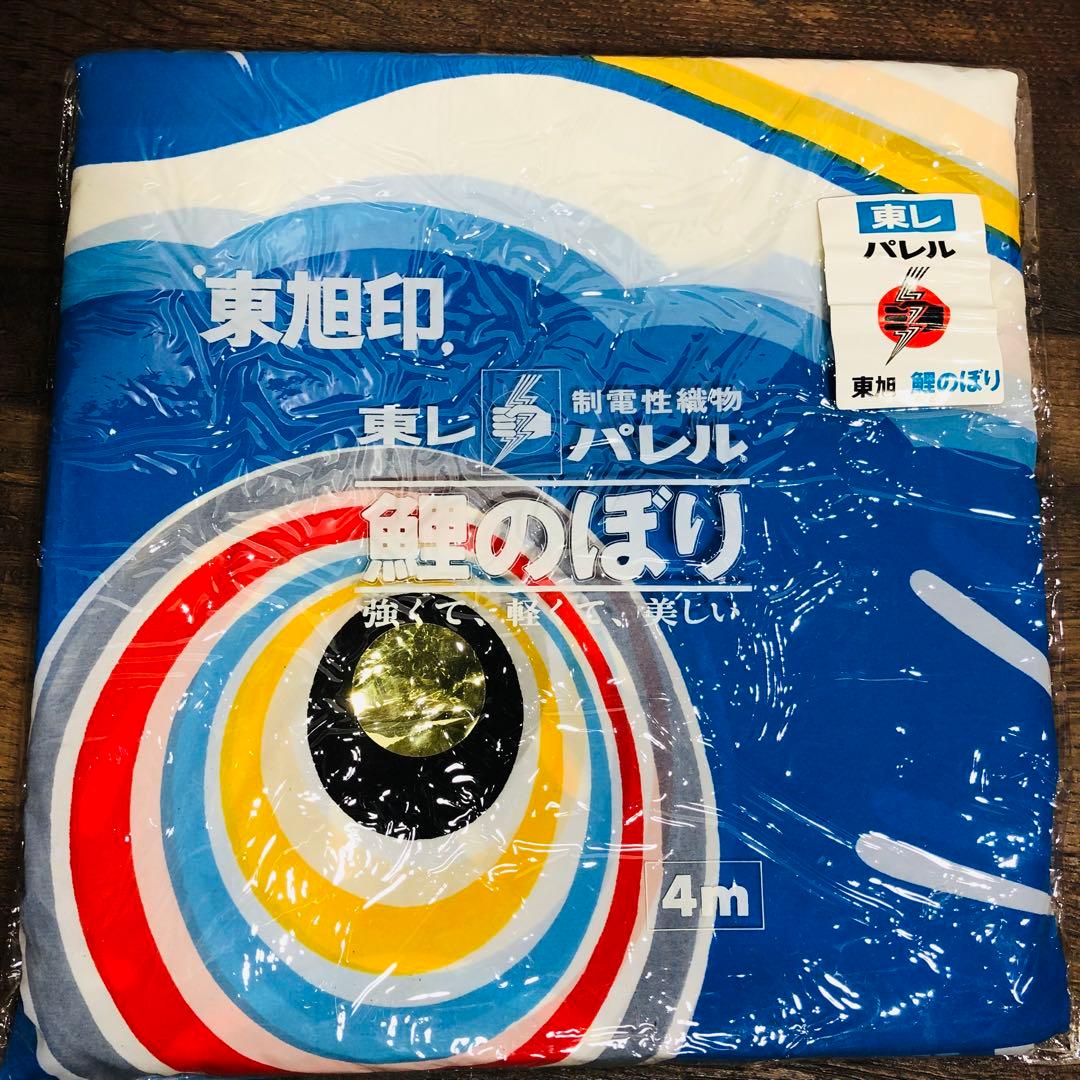 '東旭印'
東レ
制電性織物
パレル
鯉のぼり
強くて、軽くて、美しい
4m
東レ
パレル
東旭 鯉のぼり